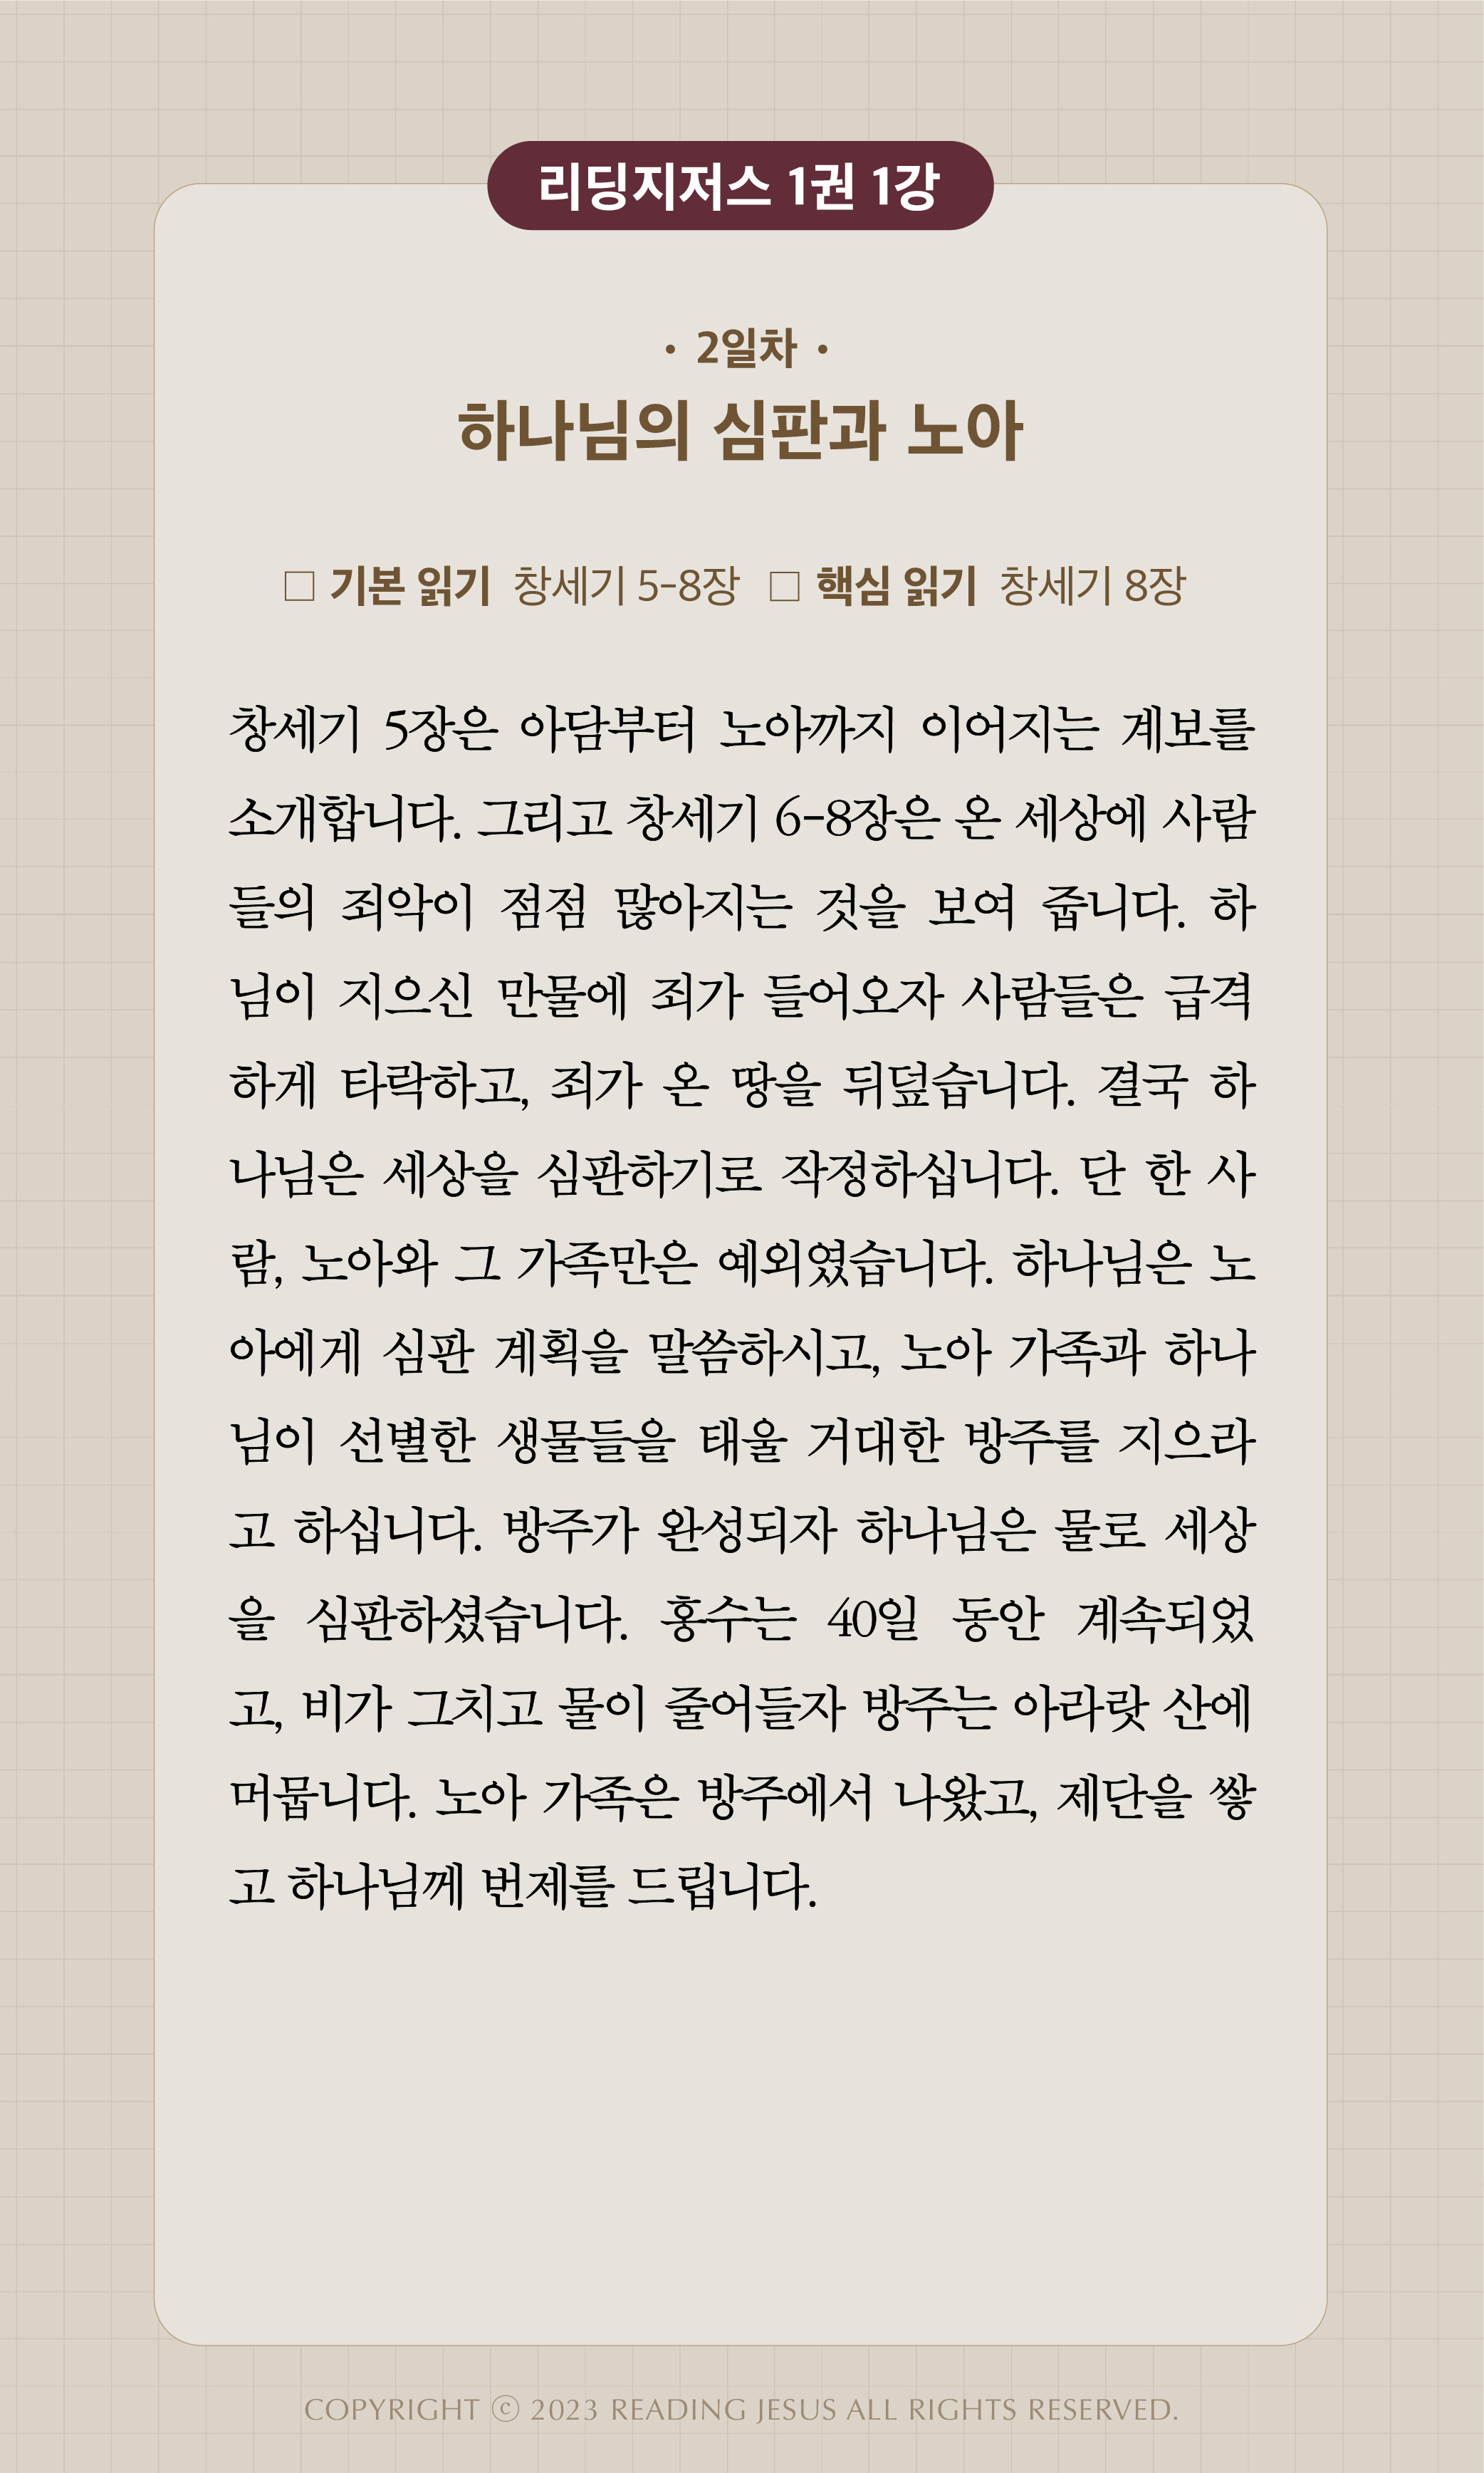 리딩지저스 1권 1강
· 2일차 ·
하나님의 심판과 노아
□ 기본 읽기 창세기 5-8장 □ 핵심 읽기 창세기 8장
창세기 5장은 아담부터 노아까지 이어지는 계보를
소개합니다. 그리고 창세기 6-8장은 온 세상에 사람
들의 죄악이 점점 많아지는 것을 보여 줍니다. 하
님이 지으신 만물에 죄가 들어오자 사람들은 급격
하게 타락하고, 죄가 온 땅을 뒤덮습니다. 결국 하
나님은 세상을 심판하기로 작정하십니다. 단 한 사
람, 노아와 그 가족만은 예외였습니다. 하나님은 노
아에게 심판 계획을 말씀하시고, 노아 가족과 하나
님이 선별한 생물들을 태울 거대한 방주를 지으라
고 하십니다. 방주가 완성되자 하나님은 물로 세상
을 심판하셨습니다. 홍수는 40일 동안 계속되었
고, 비가 그치고 물이 줄어들자 방주는 아라랏 산에
머뭅니다. 노아 가족은 방주에서 나왔고, 제단을 쌓
고 하나님께 번제를 드립니다.
COPYRIGHT ⓒ 2023 READING JESUS ALL RIGHTS RESERVED.